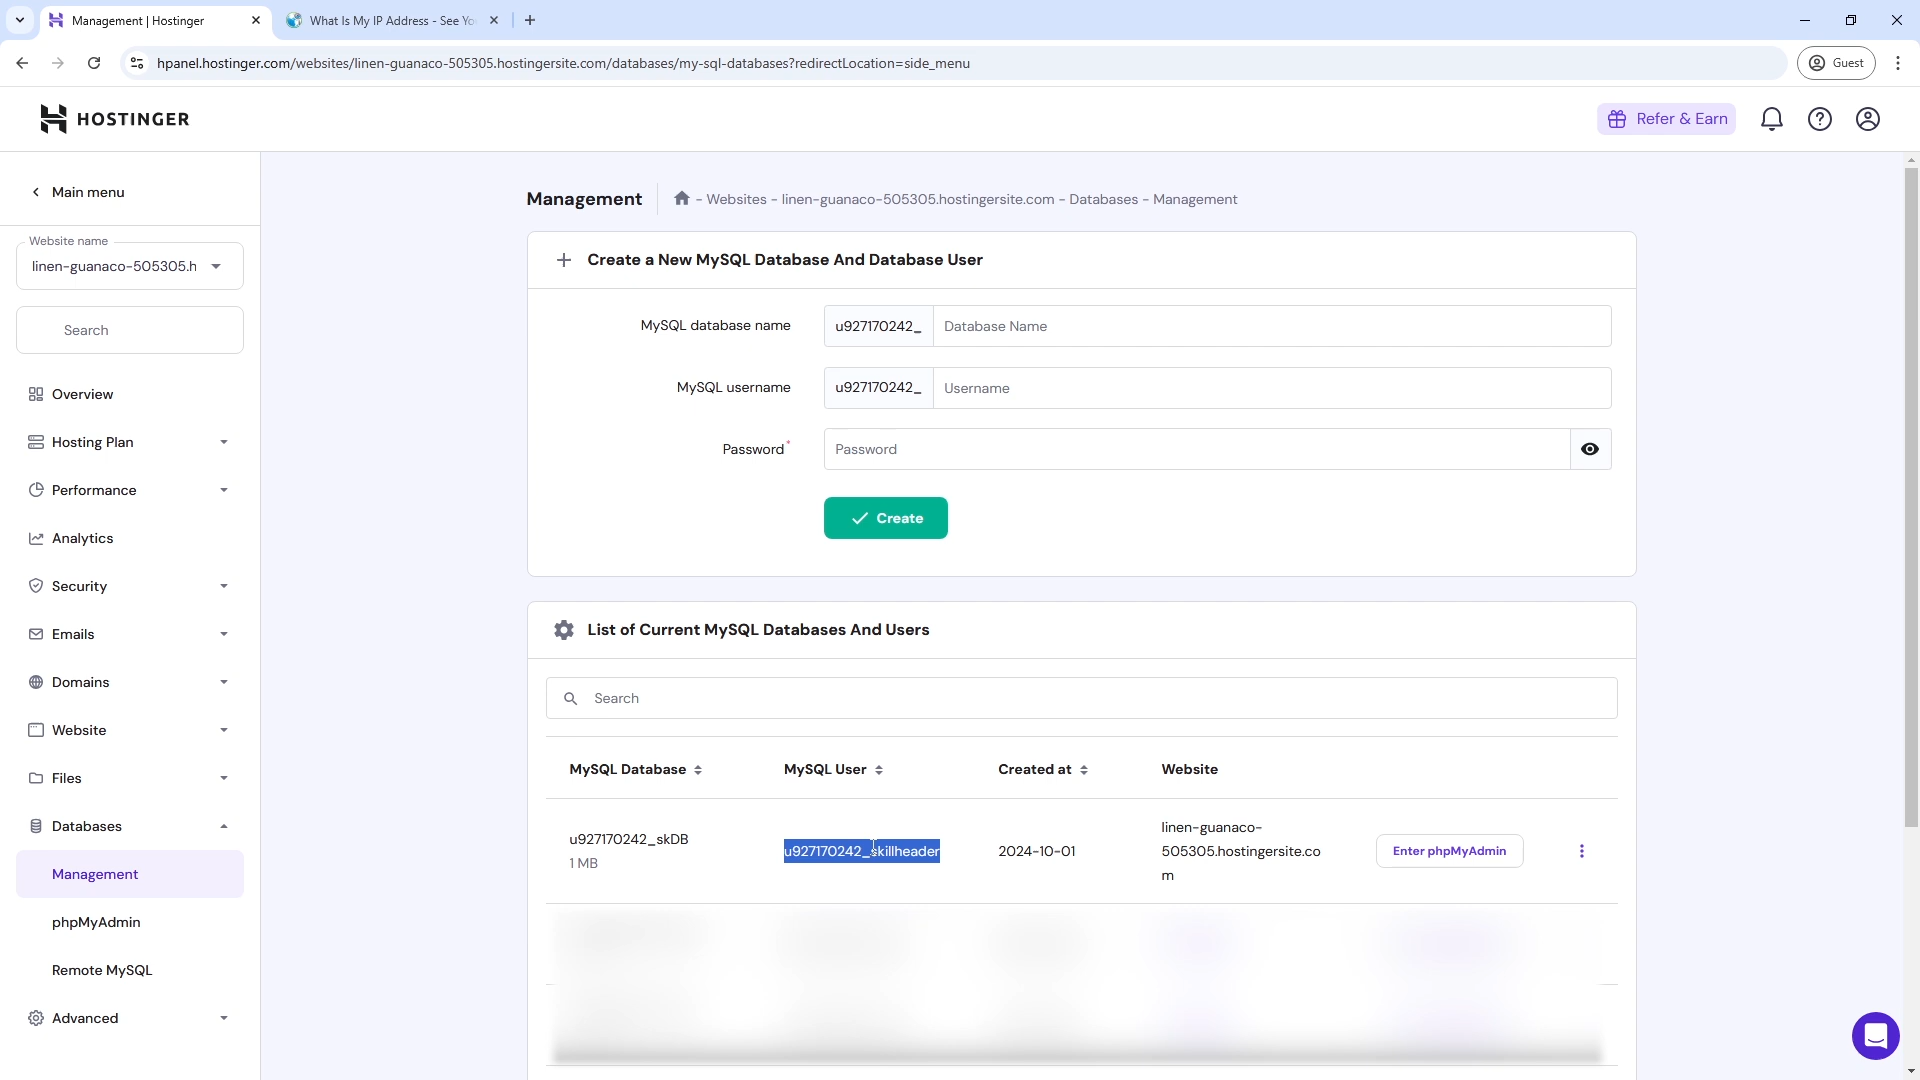 Management | Hostinger
What Is My IP Address - See Yo
hpanel.hostinger.com/websites/linen-guanaco-505305.hostingersite.com/databases/my-sql-databases?redirectLocation=side_menu
Guest
HOSTINGER
Refer & Earn
Main menu
Website name
linen-guanaco-505305.h
Search
Overview
Hosting Plan
Performance
Analytics
Security
Emails
Domains
Website
Files
Databases
Management
phpMyAdmin
Remote MySQL
Advanced
Management
- Websites - linen-guanaco-505305.hostingersite.com - Databases - Management
Create a New MySQL Database And Database User
MySQL database name
u927170242_ Database Name
MySQL username
u927170242_ Username
Password*
Password
Create
List of Current MySQL Databases And Users
Search
MySQL Database MySQL User Created at Website
u927170242_skDB
1 MB
u927170242_skillheader
2024-10-01
linen-guanaco-
505305.hostingersite.co
m
Enter phpMyAdmin